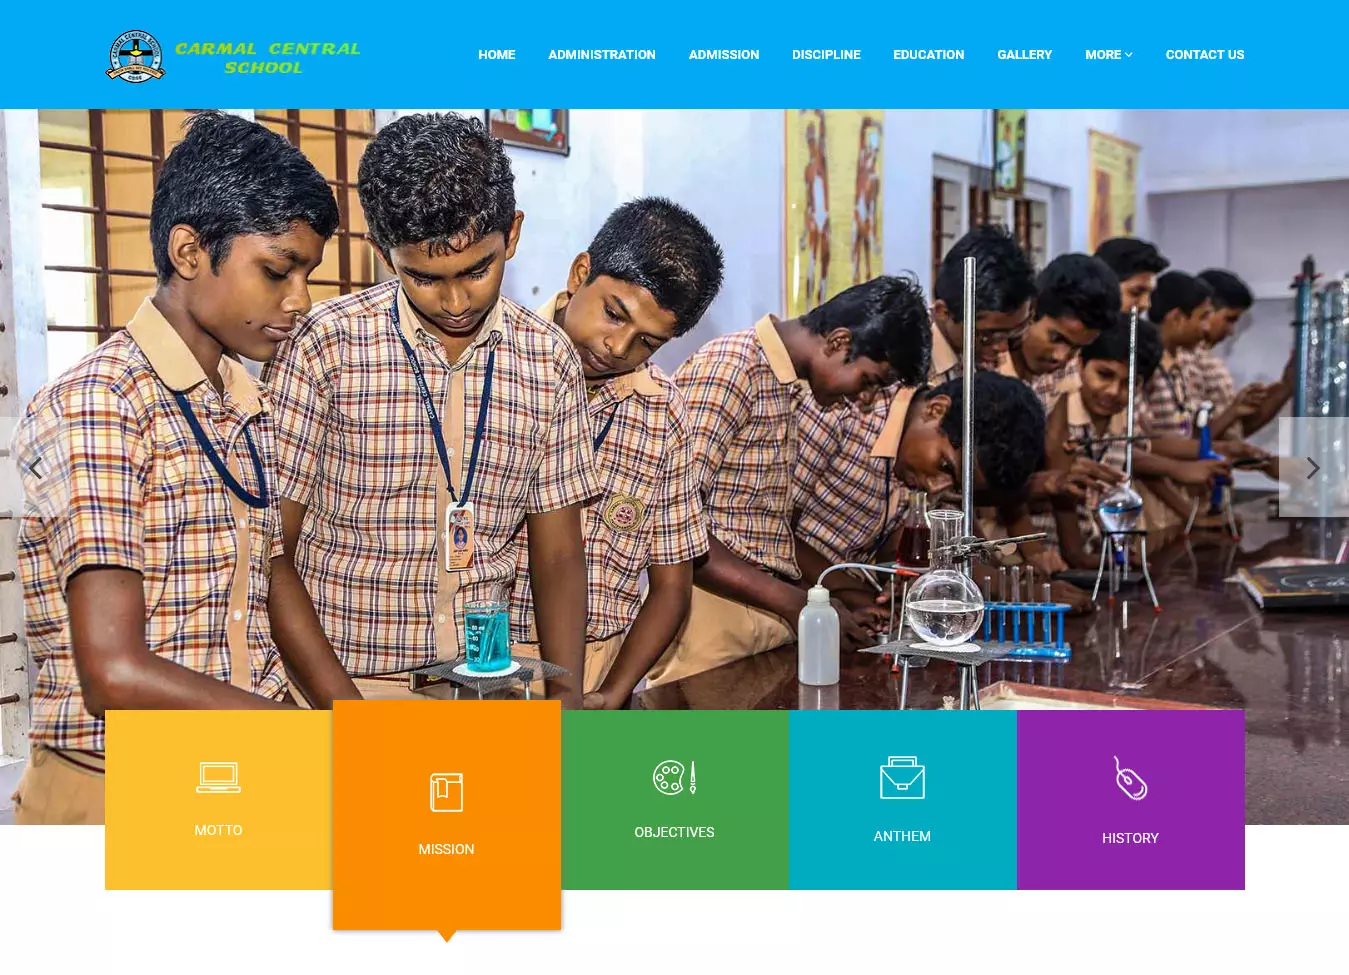 CARMAL CENTRAL
SCHOOL
HOME
ADMINISTRATION
ADMISSION
DISCIPLINE
EDUCATION
GALLERY
MORE
CONTACT US
MOTTO
MISSION
OBJECTIVES
ANTHEM
HISTORY